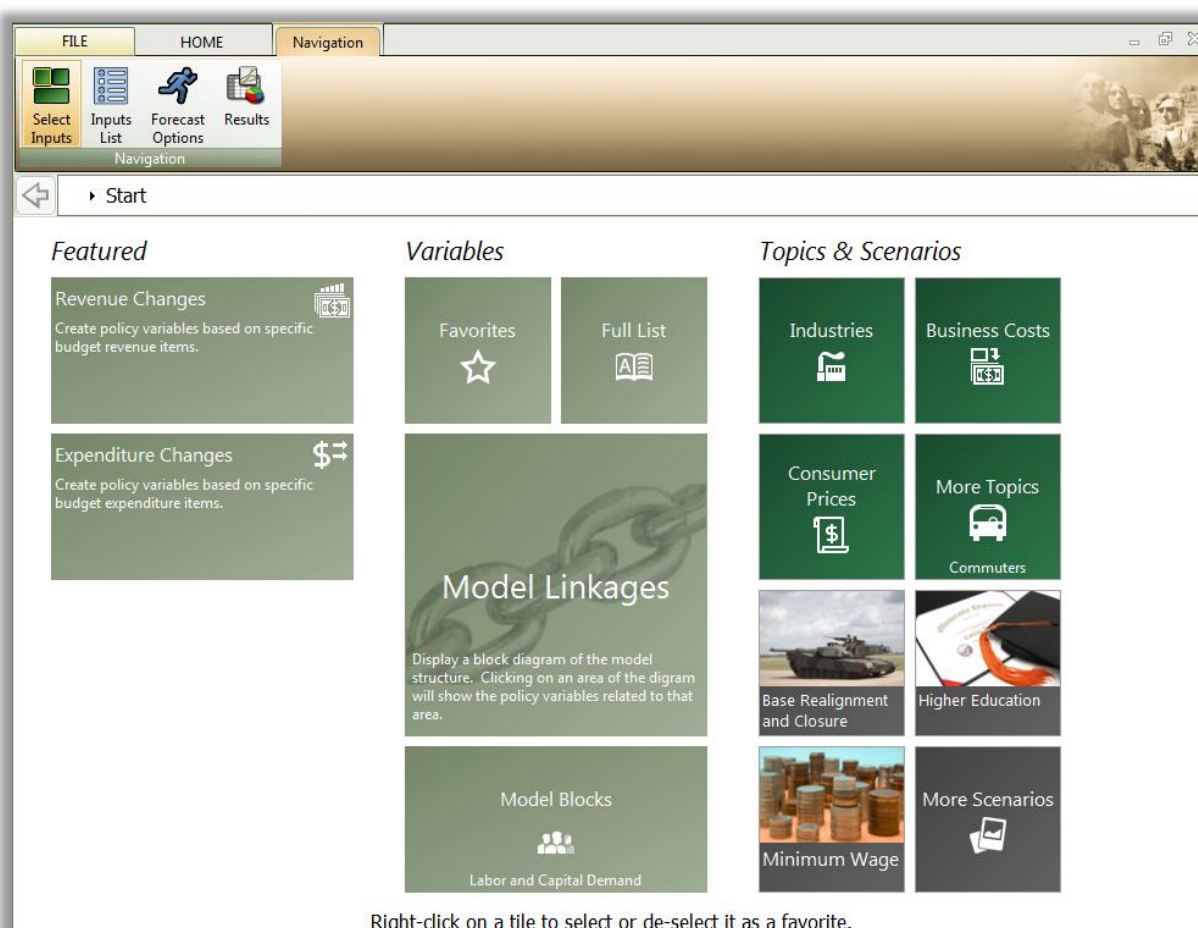 FILE
HOME
Navigation
Select
Inputs
Inputs
List
Forecast
Options
Results
Navigation
Start
Featured
Revenue Changes
Create policy variables based on specific
budget revenue items.
Expenditure Changes
Create policy variables based on specific
budget expenditure items.
Variables
Favorites
Full List
Model Linkages
Display a block diagram of the model
structure. Clicking on an area of the digram
will show the policy variables related to that
area.
Model Blocks
Labor and Capital Demand
Topics & Scenarios
Industries
Business Costs
Consumer
Prices
More Topics
Commuters
Base Realignment
and Closure
Higher Education
Minimum Wage
More Scenarios
Right-click on a tile to select or de-select it as a favorite.